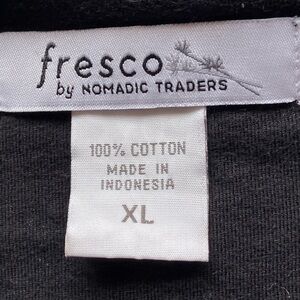 fresco
by NOMADIC TRADERS
100% COTTON
MADE IN
INDONESIA
XL